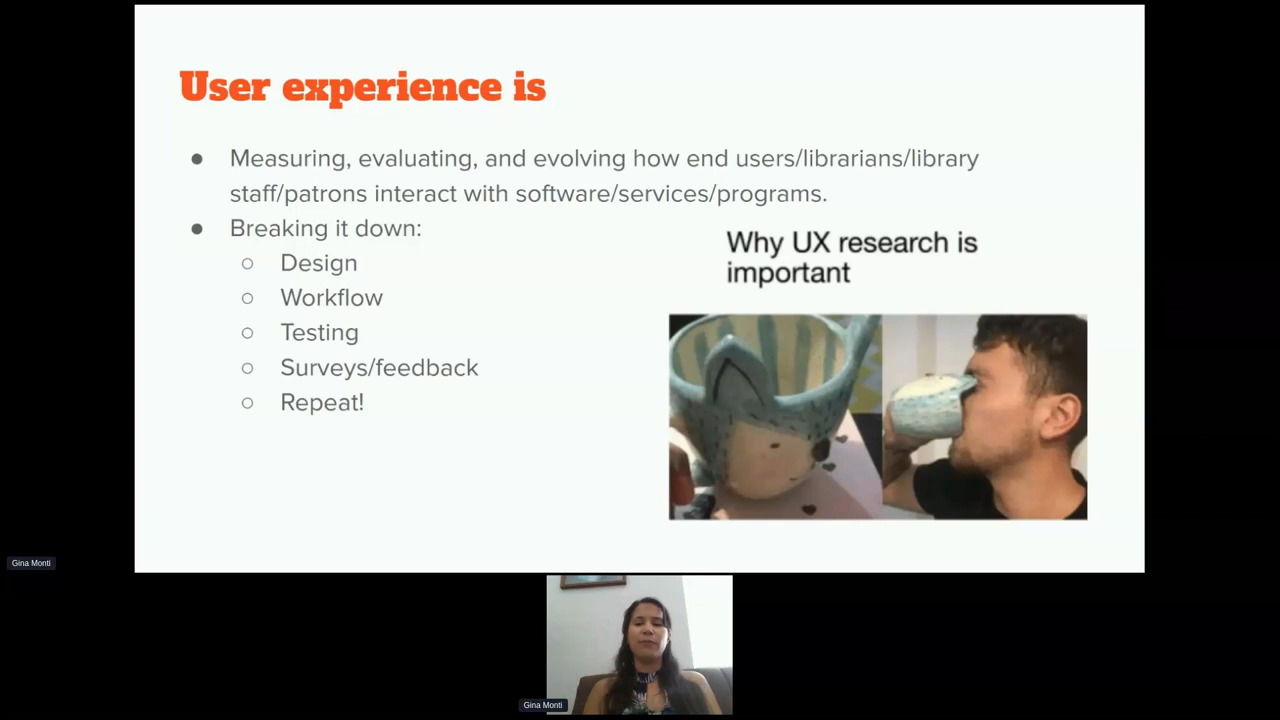 User experience is
● Measuring, evaluating, and evolving how end users/librarians/library
staff/patrons interact with software/services/programs.
● Breaking it down:
○ Design
○ Workflow
○ Testing
○ Surveys/feedback
○ Repeat!
Why UX research is
important
Gina Monti
Gina Monti